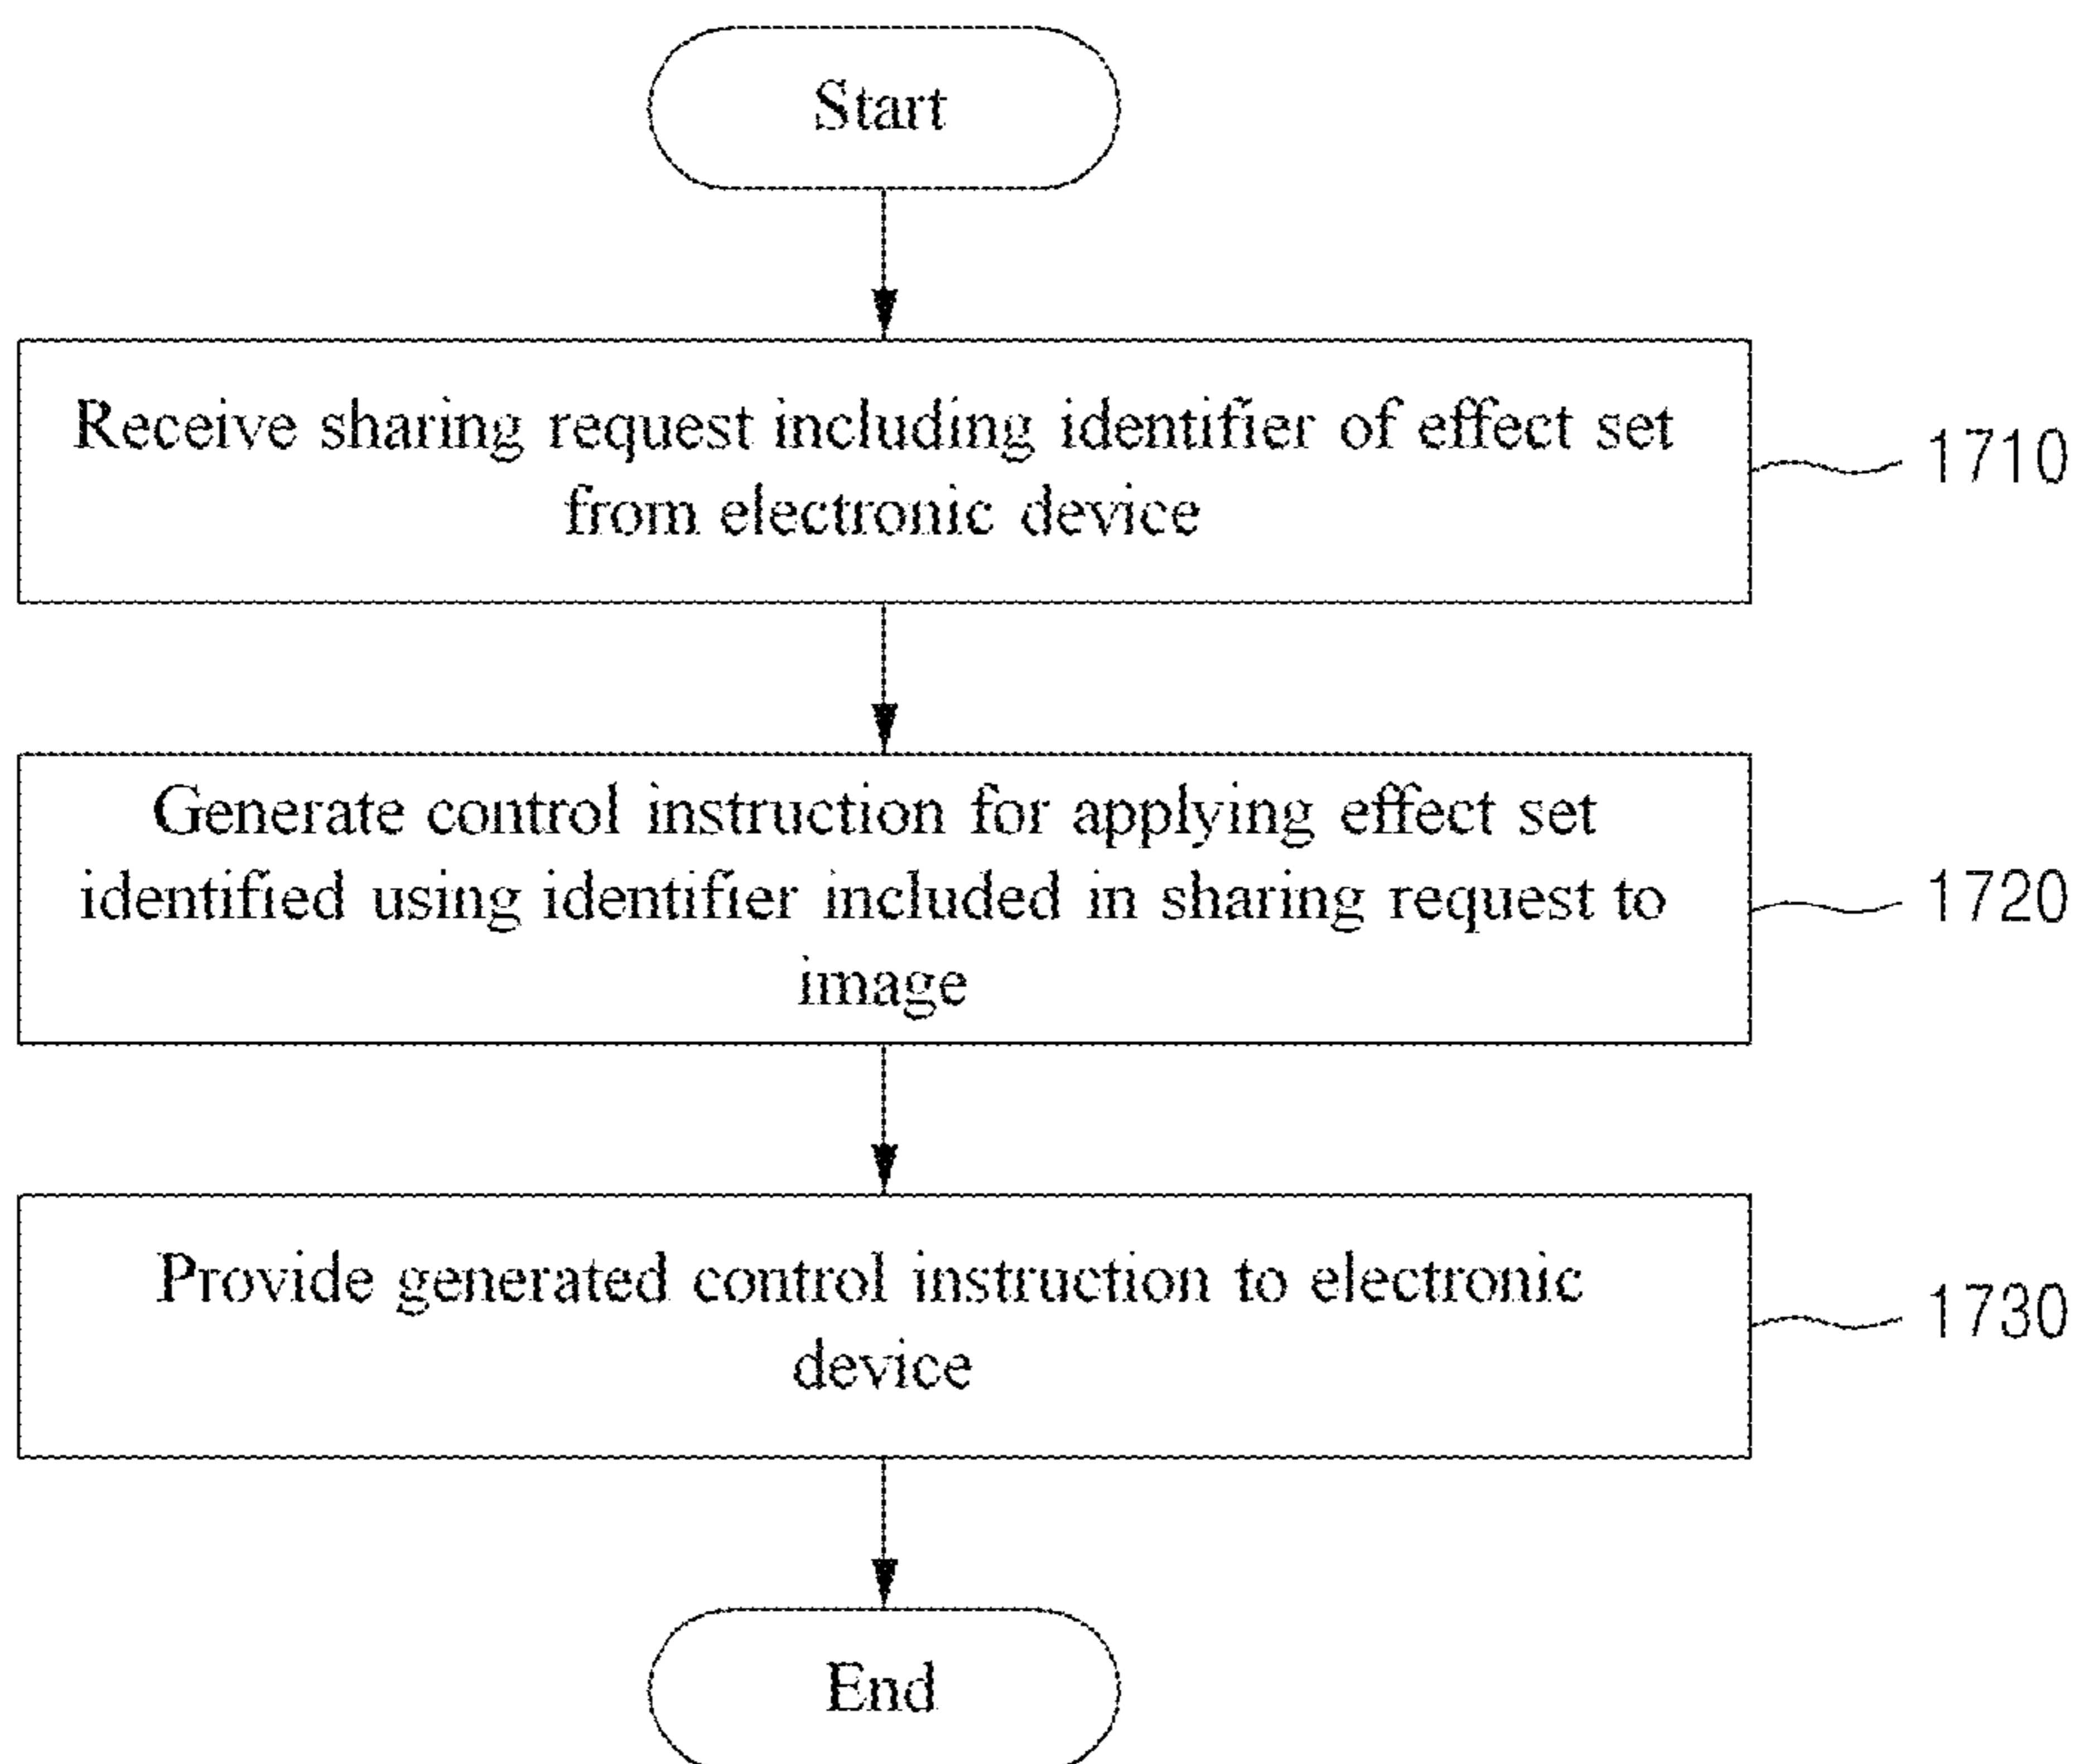 Start
Receive sharing request including identifier of effect set
from electronic device
1710
Generate control instruction for applying effect set
identified using identifier included in sharing request to
image
1720
Provide generated control instruction to electronic
device
1730
End